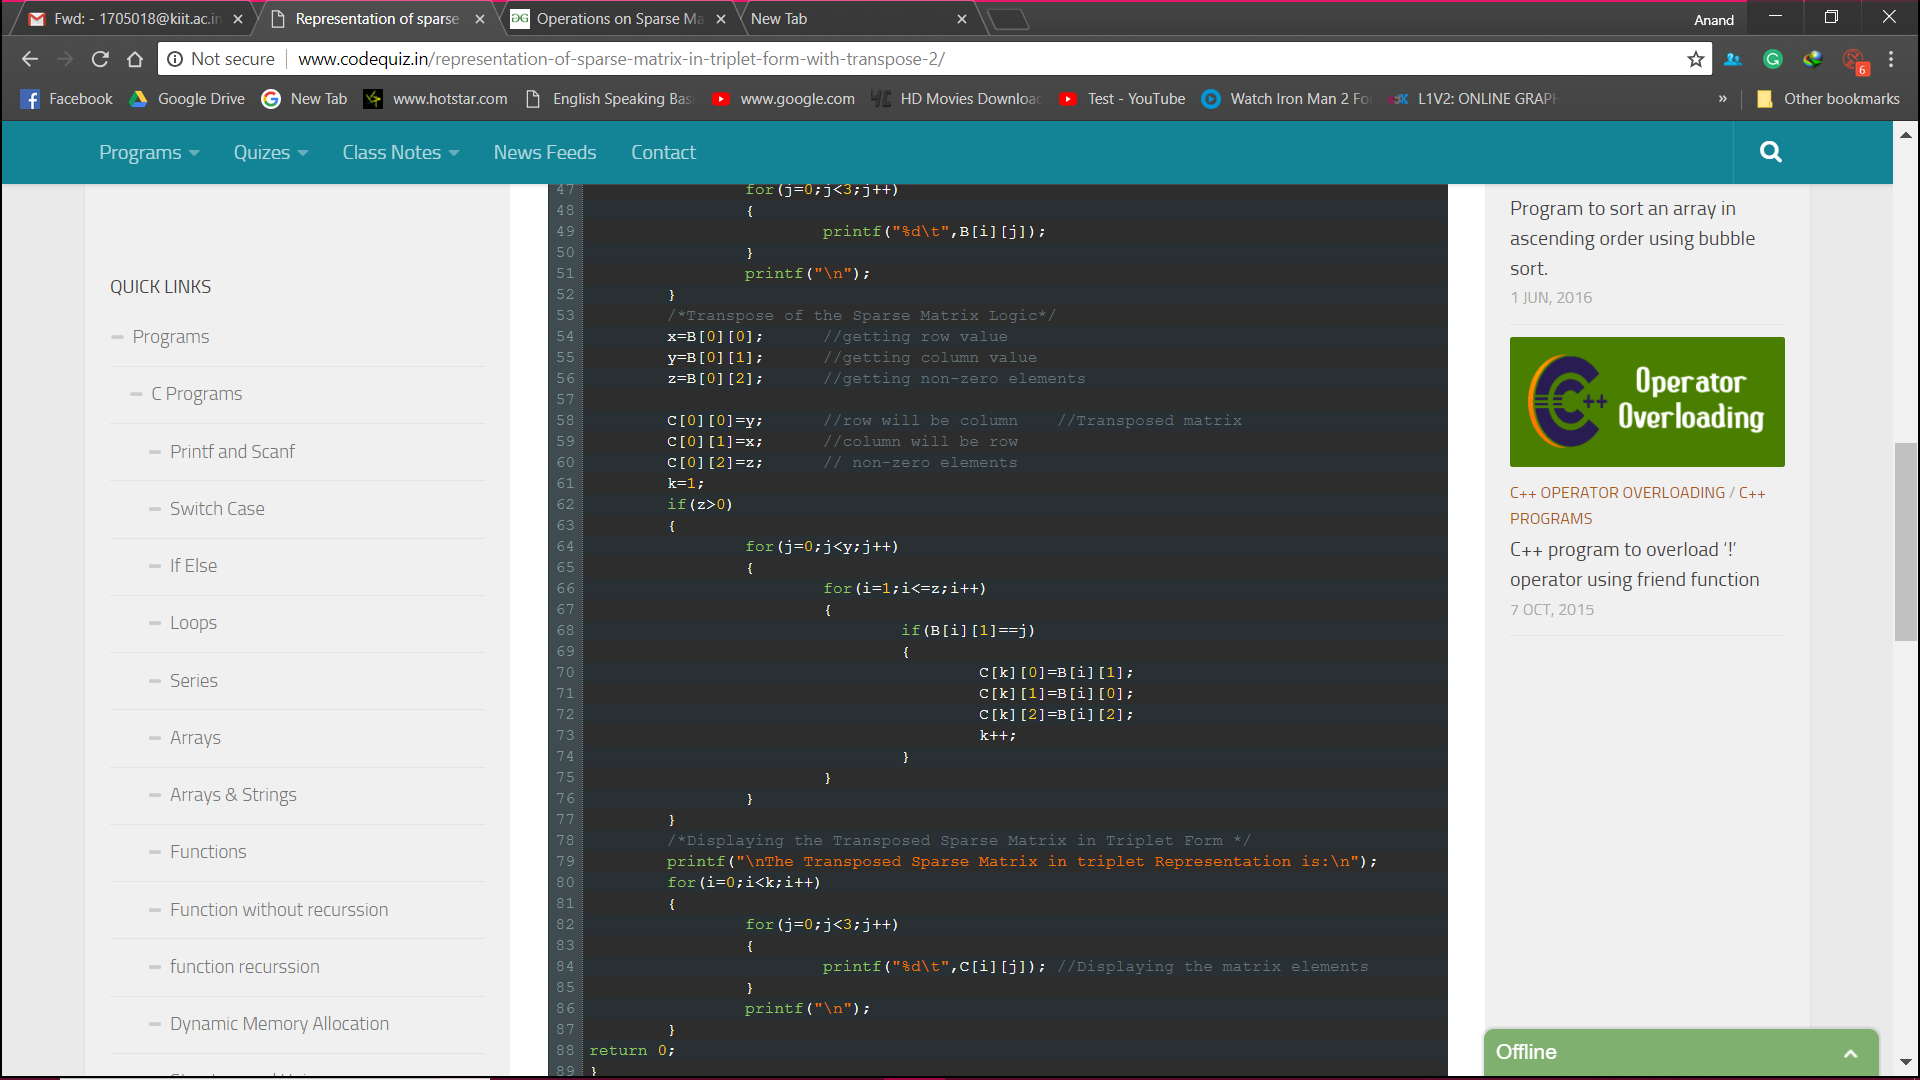 Fwd: - 1705018@kiit.ac.in
Representation of sparse
Operations on Sparse Ma
New Tab
Anand
Not secure
www.codequiz.in/representation-of-sparse-matrix-in-triplet-form-with-transpose-2/
6
Facebook
Google Drive
New Tab
www.hotstar.com
English Speaking Bas
www.google.com
HD Movies Downloac
Test - YouTube
Watch Iron Man 2 Fo
L1V2: ONLINE GRAPH
»
Other bookmarks
Programs
Quizes
Class Notes
News Feeds
Contact
QUICK LINKS
Programs
C Programs
Printf and Scanf
Switch Case
If Else
Loops
Series
Arrays
Arrays & Strings
Functions
Function without recurssion
function recurssion
Dynamic Memory Allocation
47 for(j=0;j<3;j++)
48 {
49 printf("%d\t",B[i][j]);
50 }
51 printf("\n");
52 }
53 /*Transpose of the Sparse Matrix Logic*/
54 x=B[0][0]; //getting row value
55 y=B[0][1]; //getting column value
56 z=B[0][2]; //getting non-zero elements
57
58 C[0][0]=y; //row will be column //Transposed matrix
59 C[0][1]=x; //column will be row
60 C[0][2]=z; // non-zero elements
61 k=1;
62 if(z>0)
63 {
64 for(j=0;j<y;j++)
65 {
66 for(i=1;i<=z;i++)
67 {
68 if(B[i][1]==j)
69 {
70 C[k][0]=B[i][1];
71 C[k][1]=B[i][0];
72 C[k][2]=B[i][2];
73 k++;
74 }
75 }
76 }
77 }
78 /*Displaying the Transposed Sparse Matrix in Triplet Form */
79 printf("\nThe Transposed Sparse Matrix in triplet Representation is:\n");
80 for(i=0;i<k;i++)
81 {
82 for(j=0;j<3;j++)
83 {
84 printf("%d\t",C[i][j]); //Displaying the matrix elements
85 }
86 printf("\n");
87 }
88 return 0;
89 }
Program to sort an array in
ascending order using bubble
sort.
1 JUN, 2016
C++
Operator
Overloading
C++ OPERATOR OVERLOADING / C++
PROGRAMS
C++ program to overload ‘!’
operator using friend function
7 OCT, 2015
Offline